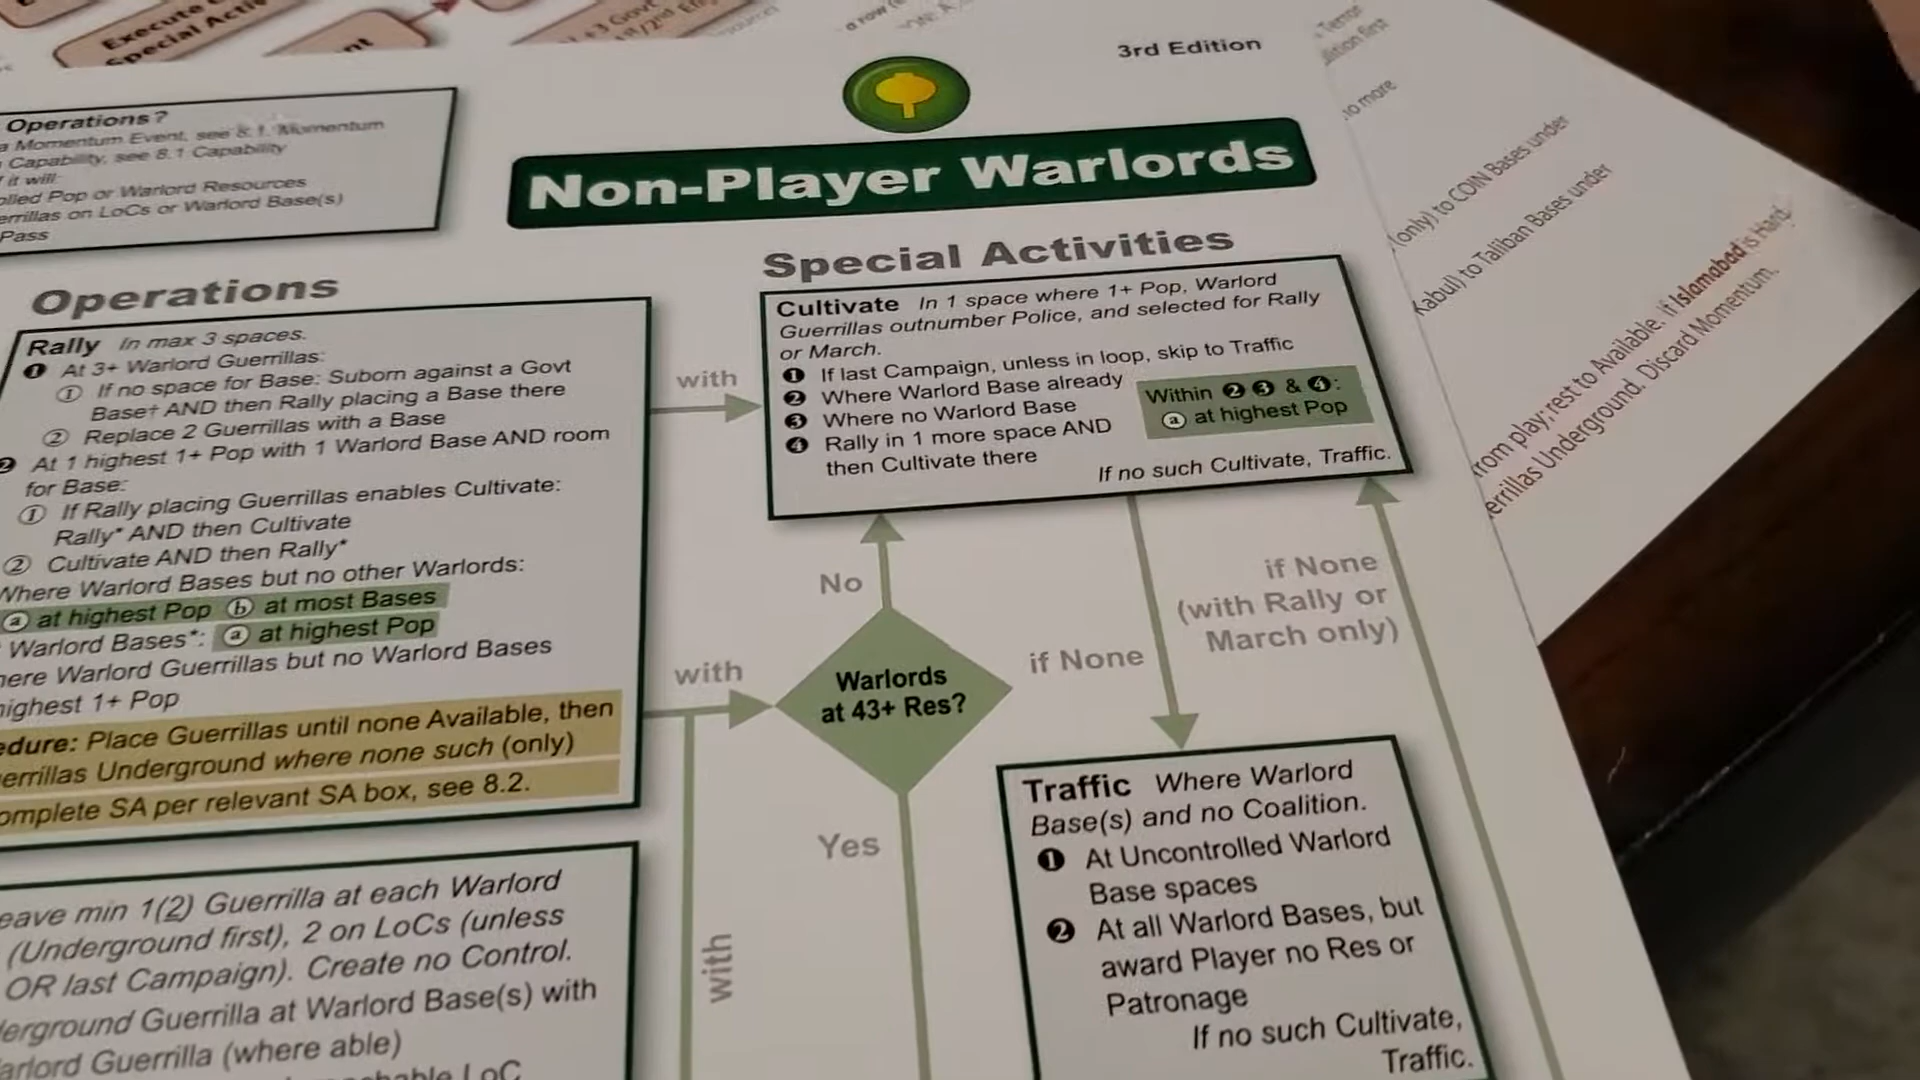 Execute
Special Acti
3rd Edition
Operations?
a Momentum Event, see 8.1, Momentum
Capability, see 8.1 Capability
if it will:
olled Pop or Warlord Resources
errillas on LoCs or Warlord Base(s)
Pass
Non-Player Warlords
Operations
Rally In max 3 spaces.
❶ At 3+ Warlord Guerrillas:
① If no space for Base: Suborn against a Govt
Base† AND then Rally placing a Base there
② Replace 2 Guerrillas with a Base
❷ At 1 highest 1+ Pop with 1 Warlord Base AND room
for Base:
① If Rally placing Guerrillas enables Cultivate:
Rally* AND then Cultivate
② Cultivate AND then Rally*
Where Warlord Bases but no other Warlords:
ⓐ at highest Pop ⓑ at most Bases
Warlord Bases*: ⓐ at highest Pop
here Warlord Guerrillas but no Warlord Bases
highest 1+ Pop
edure: Place Guerrillas until none Available, then
uerrillas Underground where none such (only)
omplete SA per relevant SA box, see 8.2.
eave min 1(2) Guerrilla at each Warlord
(Underground first), 2 on LoCs (unless
OR last Campaign). Create no Control.
derground Guerrilla at Warlord Base(s) with
arlord Guerrilla (where able)
LoC
Special Activities
Cultivate In 1 space where 1+ Pop, Warlord
Guerrillas outnumber Police, and selected for Rally
or March.
❶ If last Campaign, unless in loop, skip to Traffic
❷ Where Warlord Base already
❸ Where no Warlord Base
❹ Rally in 1 more space AND
then Cultivate there
Within ❷ ❸ & ❹:
ⓐ at highest Pop
If no such Cultivate, Traffic.
with
No
with
Warlords
at 43+ Res?
Yes
with
if None
if None
(with Rally or
March only)
Traffic Where Warlord
Base(s) and no Coalition.
❶ At Uncontrolled Warlord
Base spaces
❷ At all Warlord Bases, but
award Player no Res or
Patronage
If no such Cultivate,
Traffic.
no more
(only) to COIN Bases under
Kabul) to Taliban Bases under
from play; rest to Available. if Islamabad is Hard,
errillas Underground. Discard Momentum.